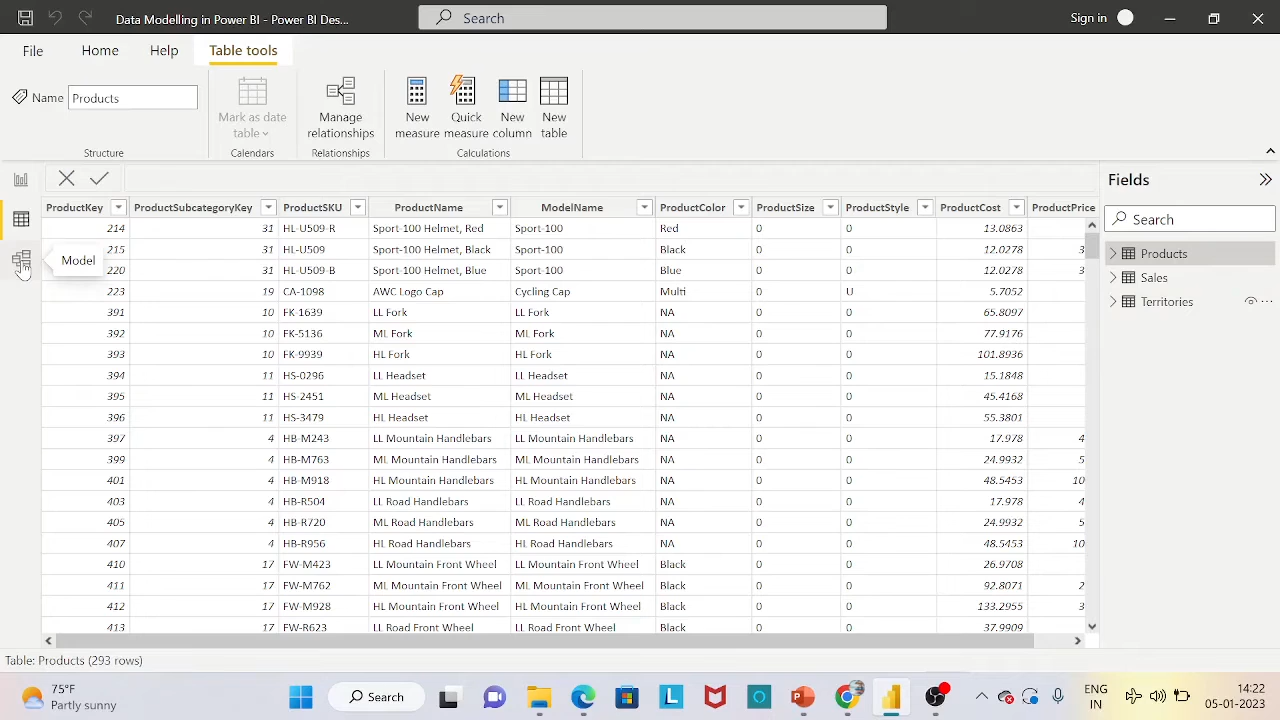 Data Modelling in Power BI - Power BI Des...
Search
Sign in
File
Home
Help
Table tools
Name
Products
Mark as date
table
Manage
relationships
New
measure
Quick
measure
New
column
New
table
Structure
Calendars
Relationships
Calculations
Fields
Search
Products
Sales
Territories
Model
ProductKey ProductSubcategoryKey ProductSKU ProductName ModelName ProductColor ProductSize ProductStyle ProductCost ProductPrice
214 31 HL-U509-R Sport-100 Helmet, Red Sport-100 Red 0 0 13.0863
215 31 HL-U509 Sport-100 Helmet, Black Sport-100 Black 0 0 12.0278 3
220 31 HL-U509-B Sport-100 Helmet, Blue Sport-100 Blue 0 0 12.0278 3
223 19 CA-1098 AWC Logo Cap Cycling Cap Multi 0 U 5.7052
391 10 FK-1639 LL Fork LL Fork NA 0 0 65.8097
392 10 FK-5136 ML Fork ML Fork NA 0 0 77.9176
393 10 FK-9939 HL Fork HL Fork NA 0 0 101.8936
394 11 HS-0296 LL Headset LL Headset NA 0 0 15.1848
395 11 HS-2451 ML Headset ML Headset NA 0 0 45.4168
396 11 HS-3479 HL Headset HL Headset NA 0 0 55.3801
397 4 HB-M243 LL Mountain Handlebars LL Mountain Handlebars NA 0 0 17.978 4
399 4 HB-M763 ML Mountain Handlebars ML Mountain Handlebars NA 0 0 24.9932 5
401 4 HB-M918 HL Mountain Handlebars HL Mountain Handlebars NA 0 0 48.5453 10
403 4 HB-R504 LL Road Handlebars LL Road Handlebars NA 0 0 17.978 4
405 4 HB-R720 ML Road Handlebars ML Road Handlebars NA 0 0 24.9932 5
407 4 HB-R956 HL Road Handlebars HL Road Handlebars NA 0 0 48.5453 10
410 17 FW-M423 LL Mountain Front Wheel LL Mountain Front Wheel Black 0 0 26.9708
411 17 FW-M762 ML Mountain Front Wheel ML Mountain Front Wheel Black 0 0 92.8071 2
412 17 FW-M928 HL Mountain Front Wheel HL Mountain Front Wheel Black 0 0 133.2955 3
413 17 FW-R623 LL Road Front Wheel LL Road Front Wheel Black 0 0 37.9909
Table: Products (293 rows)
75°F
Partly sunny
Search
ENG
IN
14:22
05-01-2023